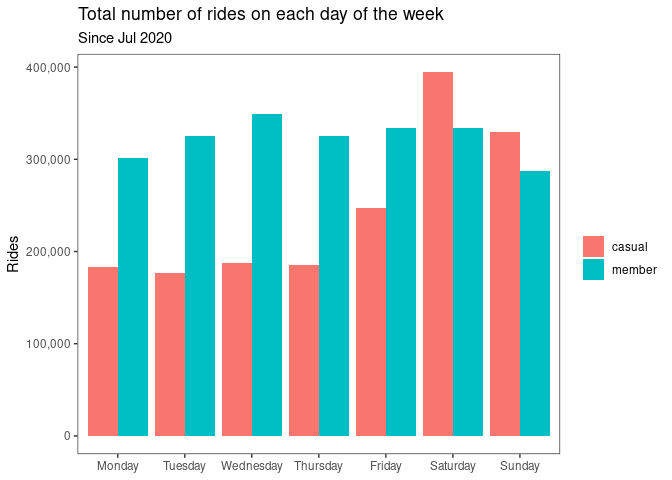 Total number of rides on each day of the week
Since Jul 2020
Rides
400,000
300,000
200,000
100,000
0
Monday Tuesday Wednesday Thursday Friday Saturday Sunday
casual
member